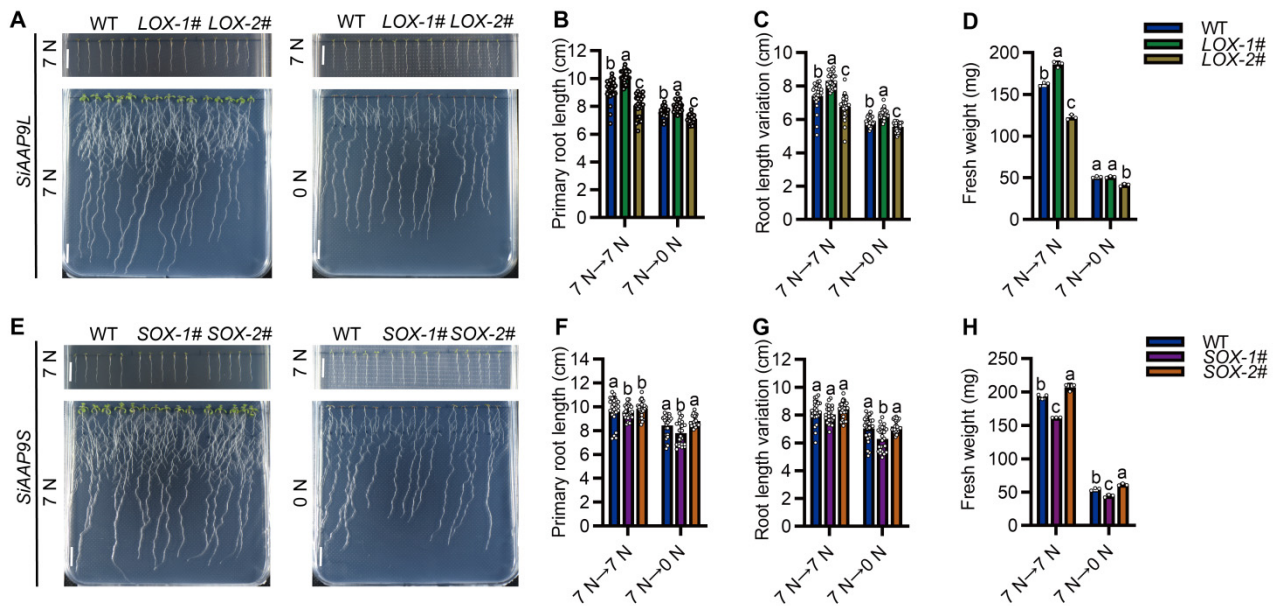 A
WT LOX-1# LOX-2#
WT LOX-1# LOX-2#
SiAAP9L
7 N
7 N
7 N
0 N
B
Primary root length (cm)
14
12
10
8
6
4
2
0
b
a
c
b
a
c
7 N→7 N
7 N→0 N
C
Root length variation (cm)
10
8
6
4
2
0
b
a
c
b
a
c
7 N→7 N
7 N→0 N
D
Fresh weight (mg)
200
150
100
50
0
b
a
c
a
a
b
7 N→7 N
7 N→0 N
WT
LOX-1#
LOX-2#
E
WT SOX-1# SOX-2#
WT SOX-1# SOX-2#
SiAAP9S
7 N
7 N
7 N
0 N
F
Primary root length (cm)
14
12
10
8
6
4
2
0
a
b
b
a
b
a
7 N→7 N
7 N→0 N
G
Root length variation (cm)
12
10
8
6
4
2
0
a
a
a
a
b
a
7 N→7 N
7 N→0 N
H
Fresh weight (mg)
250
200
150
100
50
0
b
c
a
b
c
a
7 N→7 N
7 N→0 N
WT
SOX-1#
SOX-2#